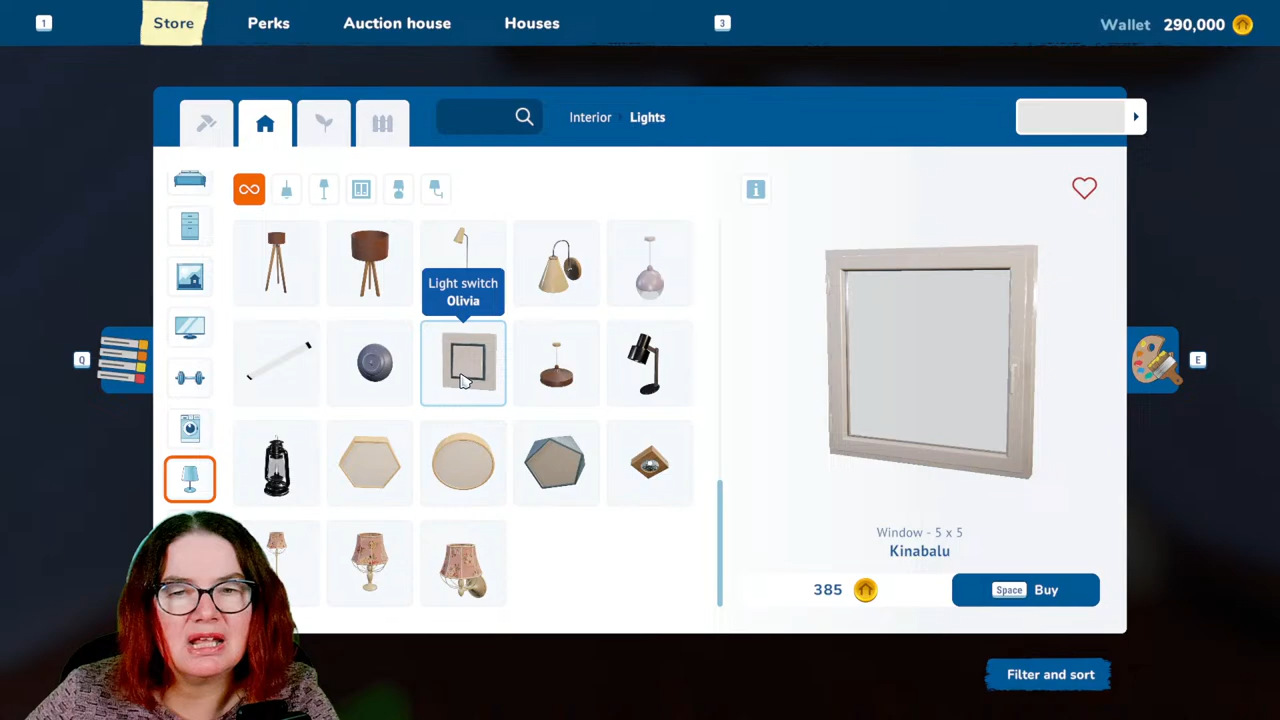 1
Store
Perks
Auction house
Houses
3
Wallet 290,000
Interior
Lights
Light switch
Olivia
Q
E
Window - 5 x 5
Kinabalu
385
Space Buy
Filter and sort